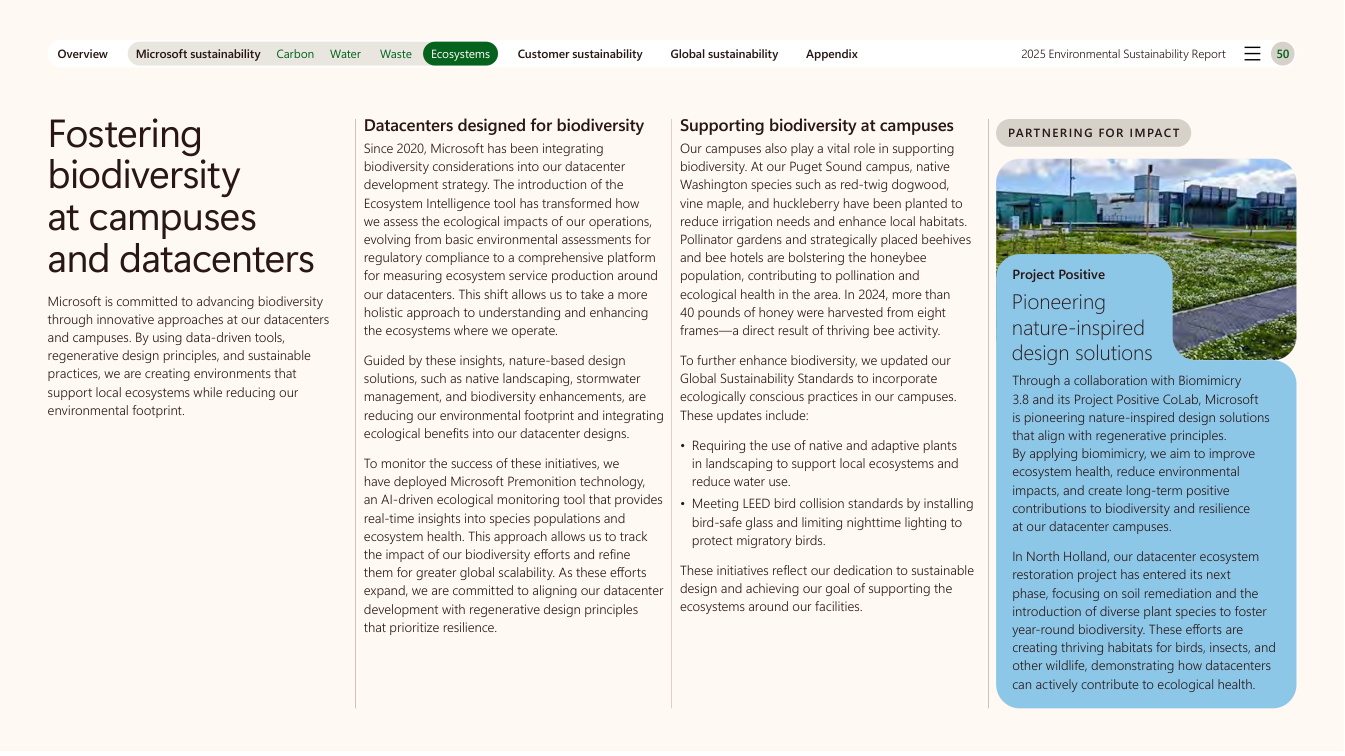 Overview
Microsoft sustainability
Carbon
Water
Waste
Ecosystems
Customer sustainability
Global sustainability
Appendix
2025 Environmental Sustainability Report
50
Fostering
biodiversity
at campuses
and datacenters
Microsoft is committed to advancing biodiversity
through innovative approaches at our datacenters
and campuses. By using data-driven tools,
regenerative design principles, and sustainable
practices, we are creating environments that
support local ecosystems while reducing our
environmental footprint.
Datacenters designed for biodiversity
Since 2020, Microsoft has been integrating
biodiversity considerations into our datacenter
development strategy. The introduction of the
Ecosystem Intelligence tool has transformed how
we assess the ecological impacts of our operations,
evolving from basic environmental assessments for
regulatory compliance to a comprehensive platform
for measuring ecosystem service production around
our datacenters. This shift allows us to take a more
holistic approach to understanding and enhancing
the ecosystems where we operate.
Guided by these insights, nature-based design
solutions, such as native landscaping, stormwater
management, and biodiversity enhancements, are
reducing our environmental footprint and integrating
ecological benefits into our datacenter designs.
To monitor the success of these initiatives, we
have deployed Microsoft Premonition technology,
an AI-driven ecological monitoring tool that provides
real-time insights into species populations and
ecosystem health. This approach allows us to track
the impact of our biodiversity efforts and refine
them for greater global scalability. As these efforts
expand, we are committed to aligning our datacenter
development with regenerative design principles
that prioritize resilience.
Supporting biodiversity at campuses
Our campuses also play a vital role in supporting
biodiversity. At our Puget Sound campus, native
Washington species such as red-twig dogwood,
vine maple, and huckleberry have been planted to
reduce irrigation needs and enhance local habitats.
Pollinator gardens and strategically placed beehives
and bee hotels are bolstering the honeybee
population, contributing to pollination and
ecological health in the area. In 2024, more than
40 pounds of honey were harvested from eight
frames—a direct result of thriving bee activity.
To further enhance biodiversity, we updated our
Global Sustainability Standards to incorporate
ecologically conscious practices in our campuses.
These updates include:
• Requiring the use of native and adaptive plants
in landscaping to support local ecosystems and
reduce water use.
• Meeting LEED bird collision standards by installing
bird-safe glass and limiting nighttime lighting to
protect migratory birds.
These initiatives reflect our dedication to sustainable
design and achieving our goal of supporting the
ecosystems around our facilities.
PARTNERING FOR IMPACT
Project Positive
Pioneering
nature-inspired
design solutions
Through a collaboration with Biomimicry
3.8 and its Project Positive CoLab, Microsoft
is pioneering nature-inspired design solutions
that align with regenerative principles.
By applying biomimicry, we aim to improve
ecosystem health, reduce environmental
impacts, and create long-term positive
contributions to biodiversity and resilience
at our datacenter campuses.
In North Holland, our datacenter ecosystem
restoration project has entered its next
phase, focusing on soil remediation and the
introduction of diverse plant species to foster
year-round biodiversity. These efforts are
creating thriving habitats for birds, insects, and
other wildlife, demonstrating how datacenters
can actively contribute to ecological health.